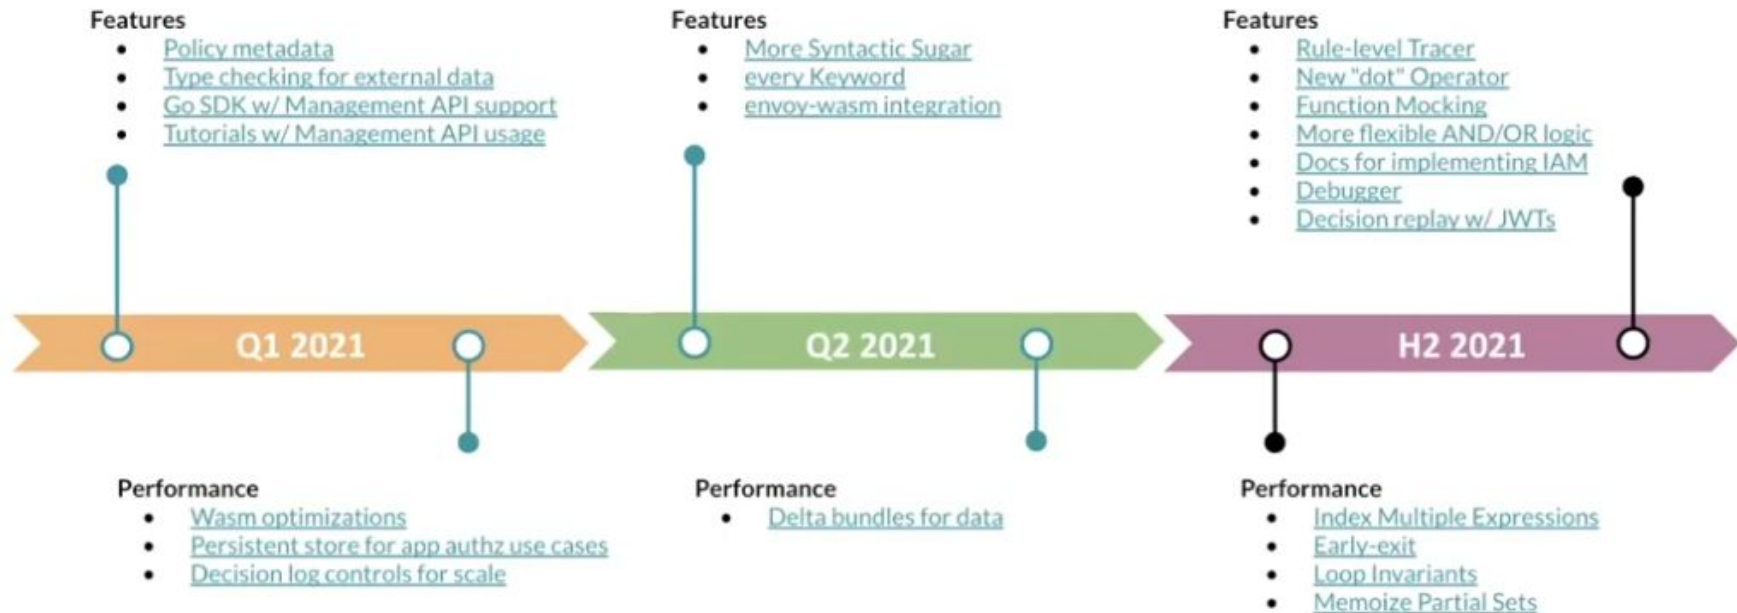 Features
Policy metadata
Type checking for external data
Go SDK w/ Management API support
Tutorials w/ Management API usage
Features
More Syntactic Sugar
every Keyword
envoy-wasm integration
Features
Rule-level Tracer
New "dot" Operator
Function Mocking
More flexible AND/OR logic
Docs for implementing IAM
Debugger
Decision replay w/ JWTs
Q1 2021
Q2 2021
H2 2021
Performance
Wasm optimizations
Persistent store for app authz use cases
Decision log controls for scale
Performance
Delta bundles for data
Performance
Index Multiple Expressions
Early-exit
Loop Invariants
Memoize Partial Sets